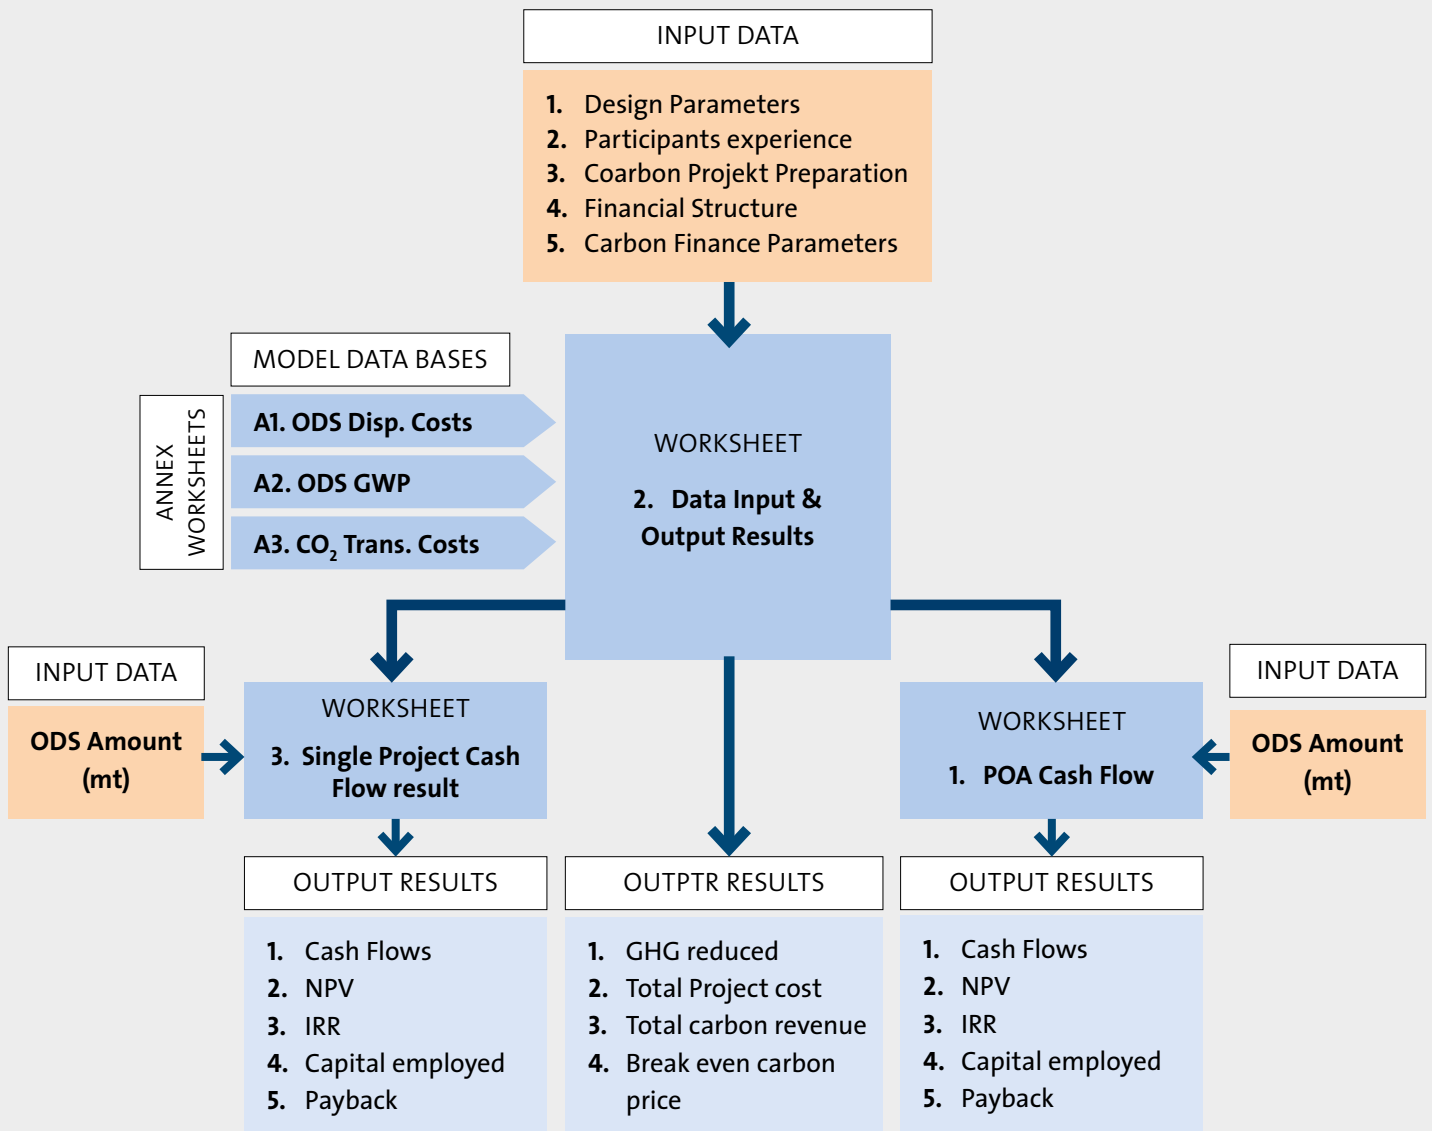 INPUT DATA
1. Design Parameters
2. Participants experience
3. Coarbon Projekt Preparation
4. Financial Structure
5. Carbon Finance Parameters
MODEL DATA BASES
ANNEX
WORKSHEETS
A1. ODS Disp. Costs
A2. ODS GWP
A3. CO₂ Trans. Costs
WORKSHEET
2. Data Input &
Output Results
INPUT DATA
ODS Amount
(mt)
WORKSHEET
3. Single Project Cash
Flow result
WORKSHEET
1. POA Cash Flow
INPUT DATA
ODS Amount
(mt)
OUTPUT RESULTS
1. Cash Flows
2. NPV
3. IRR
4. Capital employed
5. Payback
OUTPTR RESULTS
1. GHG reduced
2. Total Project cost
3. Total carbon revenue
4. Break even carbon
price
OUTPUT RESULTS
1. Cash Flows
2. NPV
3. IRR
4. Capital employed
5. Payback